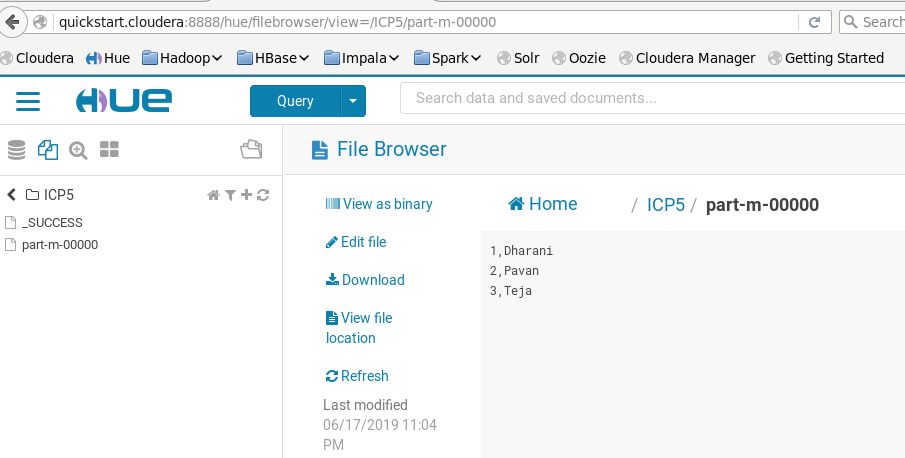 quickstart.cloudera:8888/hue/filebrowser/view=/ICP5/part-m-00000
Search
Cloudera Hue Hadoop HBase Impala Spark Solr Oozie Cloudera Manager Getting Started
HUE Query Search data and saved documents...
File Browser
ICP5
_SUCCESS
part-m-00000
View as binary
Edit file
Download
View file
location
Refresh
Last modified
06/17/2019 11:04
PM
Home / ICP5 / part-m-00000
1,Dharani
2,Pavan
3,Teja